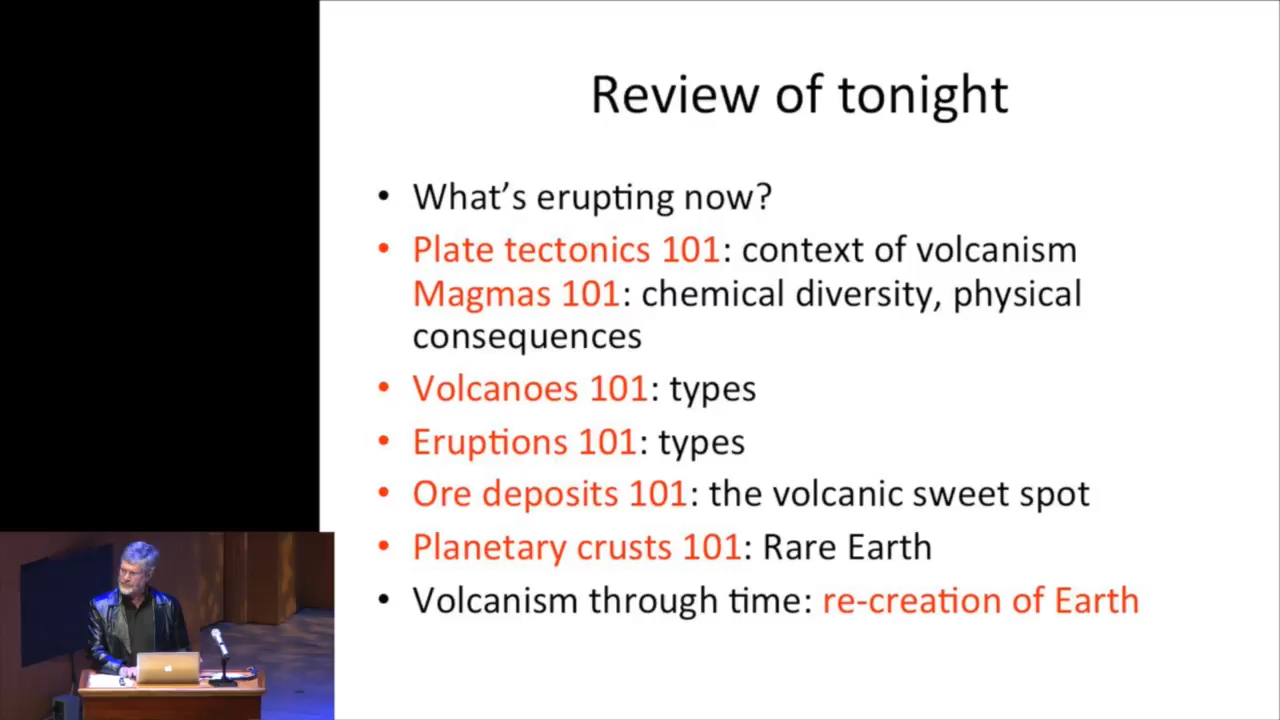 Review of tonight
• What’s erupting now?
• Plate tectonics 101: context of volcanism
Magmas 101: chemical diversity, physical
consequences
• Volcanoes 101: types
• Eruptions 101: types
• Ore deposits 101: the volcanic sweet spot
• Planetary crusts 101: Rare Earth
• Volcanism through time: re-creation of Earth